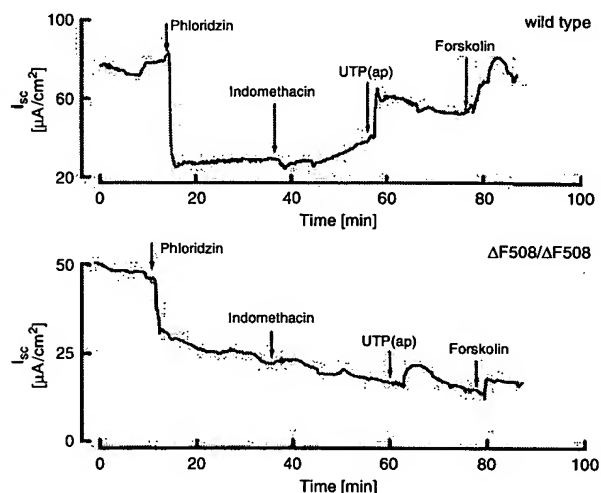 wild type
100
60
20
I_sc
[µA/cm²]
Phloridzin
Indomethacin
UTP(ap)
Forskolin
0 20 40 60 80 100
Time [min]
ΔF508/ΔF508
50
25
0
I_sc
[µA/cm²]
Phloridzin
Indomethacin
UTP(ap)
Forskolin
0 20 40 60 80 100
Time [min]